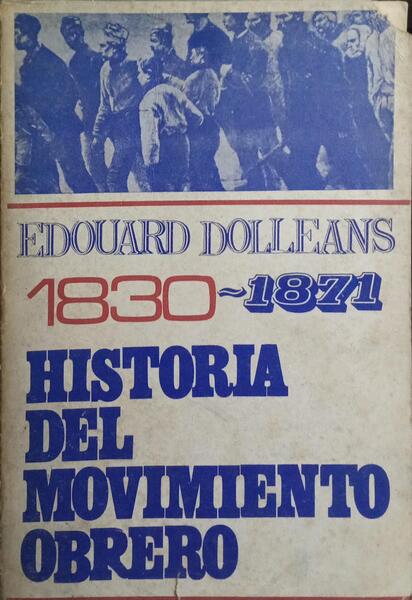 EDOUARD DOLLEANS
1830~1871
HISTORIA
DEL
MOVIMIENTO
OBRERO